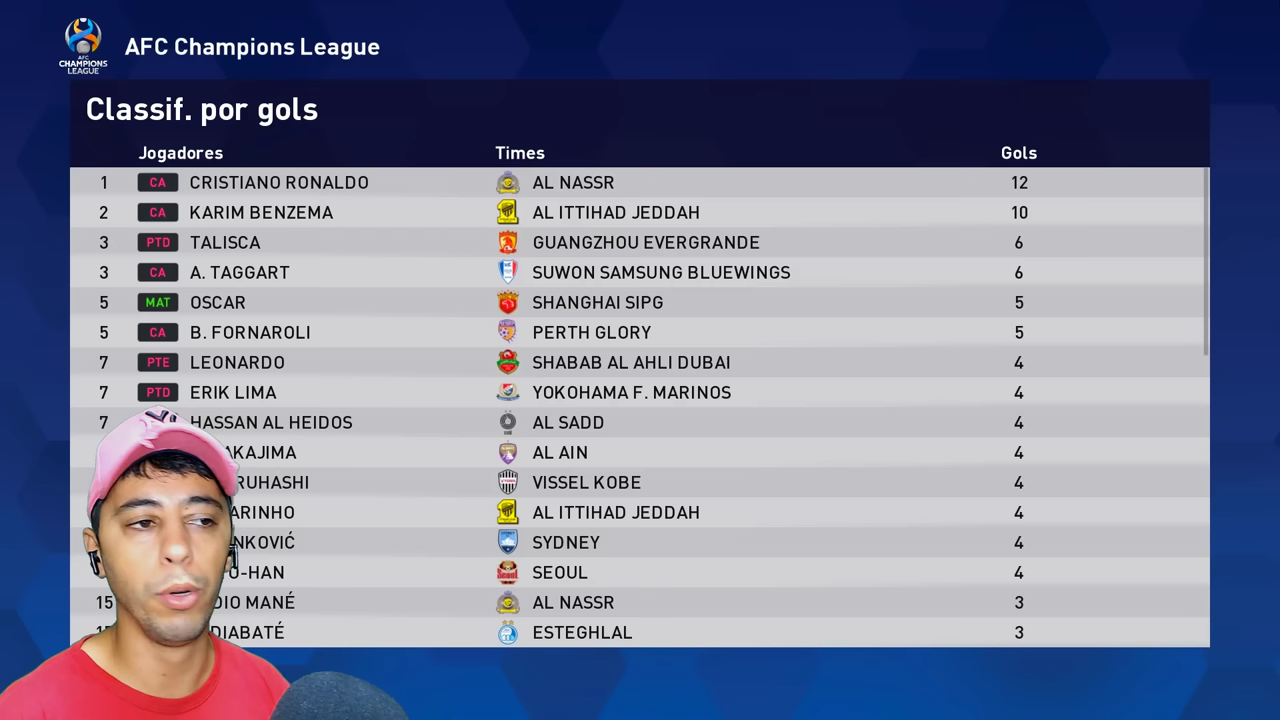 AFC CHAMPIONS LEAGUE
AFC Champions League
Classif. por gols
Jogadores Times Gols
1 CA CRISTIANO RONALDO AL NASSR 12
2 CA KARIM BENZEMA AL ITTIHAD JEDDAH 10
3 PTD TALISCA GUANGZHOU EVERGRANDE 6
3 CA A. TAGGART SUWON SAMSUNG BLUEWINGS 6
5 MAT OSCAR SHANGHAI SIPG 5
5 CA B. FORNAROLI PERTH GLORY 5
7 PTE LEONARDO SHABAB AL AHLI DUBAI 4
7 PTD ERIK LIMA YOKOHAMA F. MARINOS 4
7 HASSAN AL HEIDOS AL SADD 4
AKAJIMA AL AIN 4
RUHASHI VISSEL KOBE 4
ARINHO AL ITTIHAD JEDDAH 4
NKOVIĆ SYDNEY 4
U-HAN SEOUL 4
15 DIO MANÉ AL NASSR 3
DIABATÉ ESTEGHLAL 3